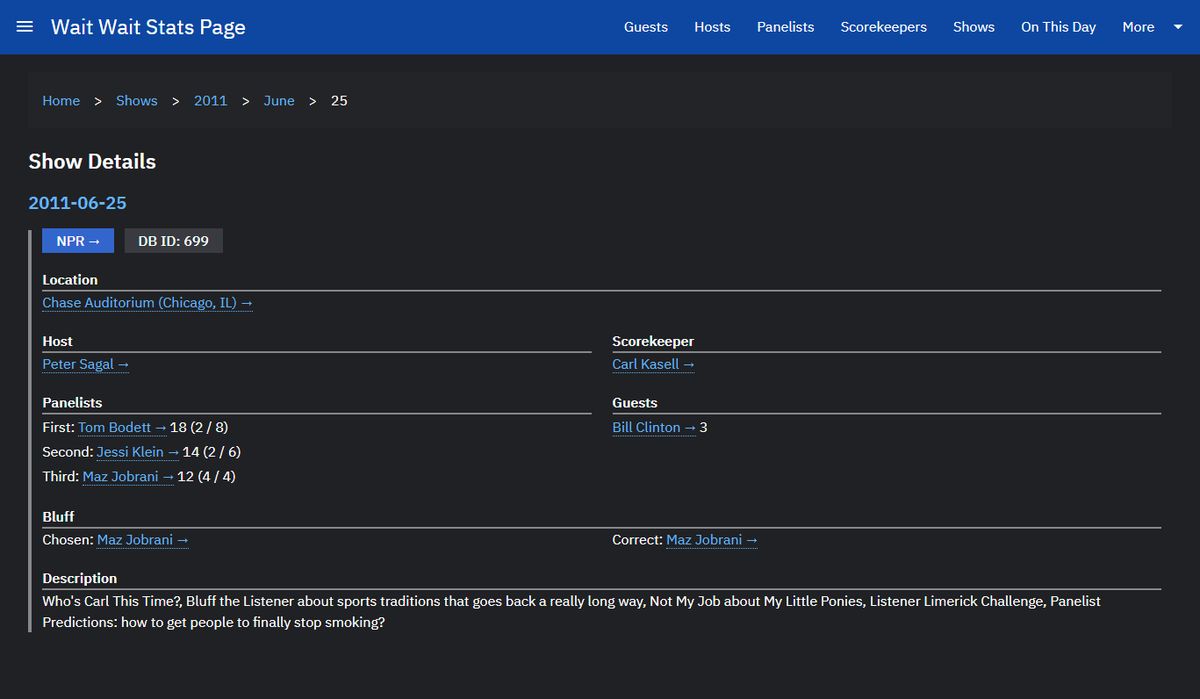 Wait Wait Stats Page
Guests Hosts Panelists Scorekeepers Shows On This Day More
Home > Shows > 2011 > June > 25
Show Details
2011-06-25
NPR → DB ID: 699
Location
Chase Auditorium (Chicago, IL) →
Host
Peter Sagal →
Scorekeeper
Carl Kasell →
Panelists
First: Tom Bodett → 18 (2 / 8)
Second: Jessi Klein → 14 (2 / 6)
Third: Maz Jobrani → 12 (4 / 4)
Guests
Bill Clinton → 3
Bluff
Chosen: Maz Jobrani →
Correct: Maz Jobrani →
Description
Who's Carl This Time?, Bluff the Listener about sports traditions that goes back a really long way, Not My Job about My Little Ponies, Listener Limerick Challenge, Panelist
Predictions: how to get people to finally stop smoking?